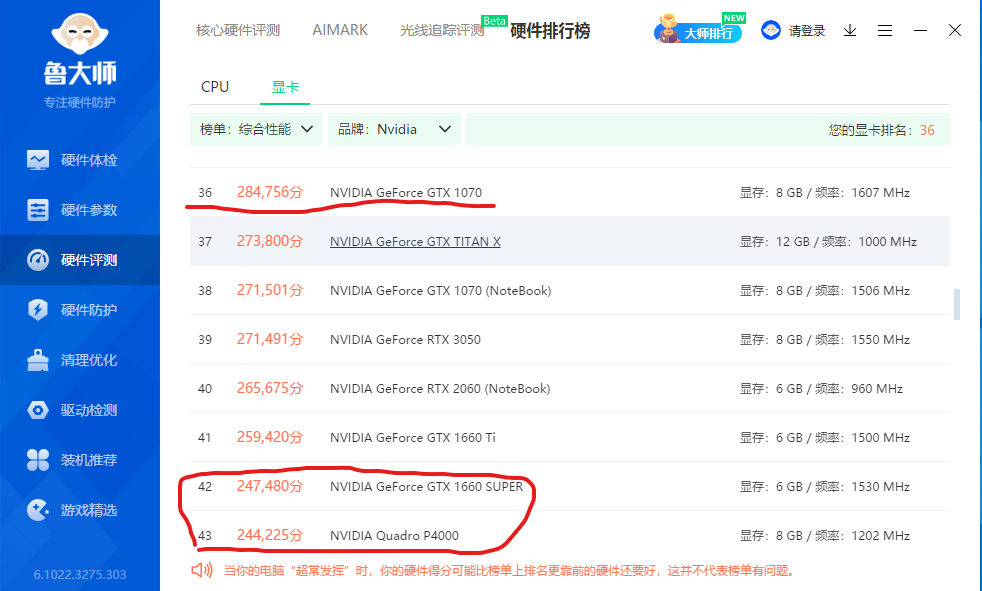 鲁大师
专注硬件防护
硬件体检
硬件参数
硬件评测
硬件防护
清理优化
驱动检测
装机推荐
游戏精选
6.1022.3275.303
核心硬件评测 AIMARK 光线追踪评测 Beta 硬件排行榜 大师排行 NEW 请登录
CPU 显卡
榜单：综合性能 品牌：Nvidia 您的显卡排名：36
36 284,756分 NVIDIA GeForce GTX 1070 显存：8 GB / 频率：1607 MHz
37 273,800分 NVIDIA GeForce GTX TITAN X 显存：12 GB / 频率：1000 MHz
38 271,501分 NVIDIA GeForce GTX 1070 (NoteBook) 显存：8 GB / 频率：1506 MHz
39 271,491分 NVIDIA GeForce RTX 3050 显存：8 GB / 频率：1550 MHz
40 265,675分 NVIDIA GeForce RTX 2060 (NoteBook) 显存：6 GB / 频率：960 MHz
41 259,420分 NVIDIA GeForce GTX 1660 Ti 显存：6 GB / 频率：1500 MHz
42 247,480分 NVIDIA GeForce GTX 1660 SUPER 显存：6 GB / 频率：1530 MHz
43 244,225分 NVIDIA Quadro P4000 显存：8 GB / 频率：1202 MHz
当你的电脑“超常发挥”时，你的硬件得分可能比榜单上排名更靠前的硬件还要好，这并不代表榜单有问题。